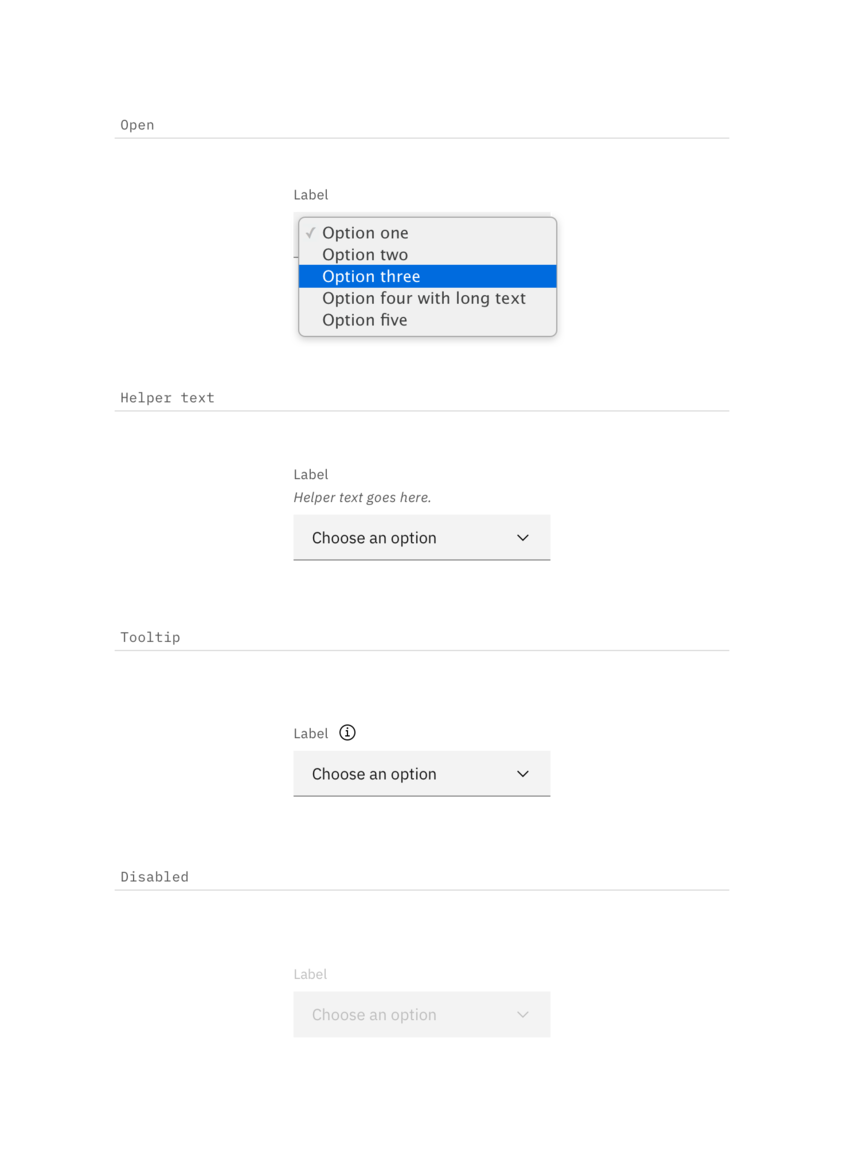 Open
Label
✓ Option one
Option two
Option three
Option four with long text
Option five
Helper text
Label
Helper text goes here.
Choose an option
Tooltip
Label
Choose an option
Disabled
Label
Choose an option